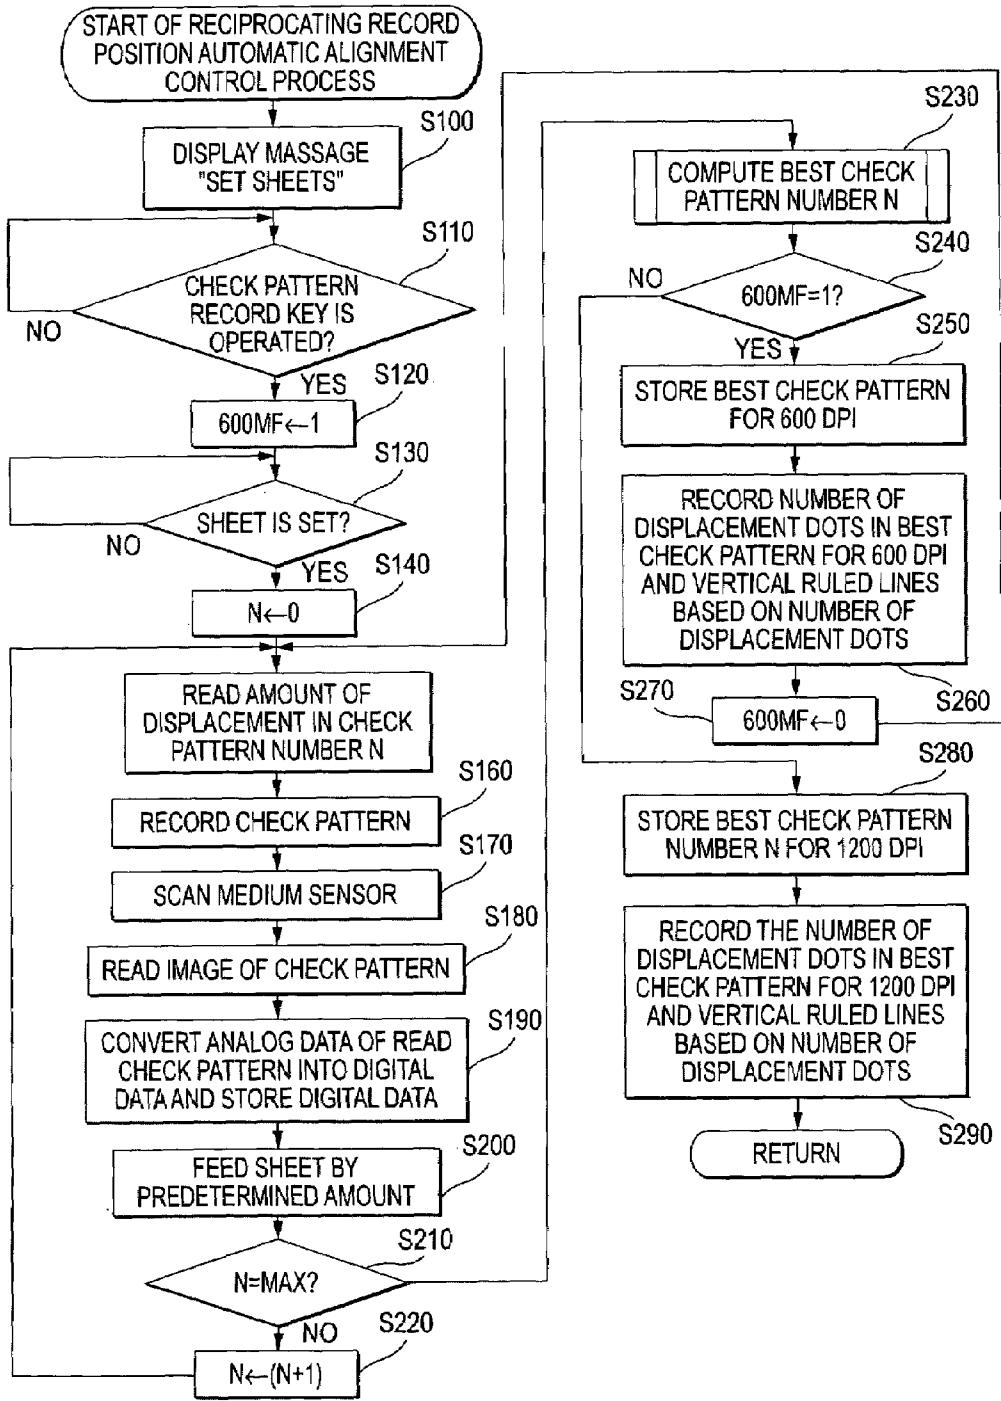 START OF RECIPROCATING RECORD
POSITION AUTOMATIC ALIGNMENT
CONTROL PROCESS
S100
DISPLAY MASSAGE
"SET SHEETS"
S110
CHECK PATTERN
RECORD KEY IS
OPERATED?
NO
YES
S120
600MF←1
S130
SHEET IS SET?
NO
YES
S140
N←0
READ AMOUNT OF
DISPLACEMENT IN CHECK
PATTERN NUMBER N
S160
RECORD CHECK PATTERN
S170
SCAN MEDIUM SENSOR
S180
READ IMAGE OF CHECK PATTERN
S190
CONVERT ANALOG DATA OF READ
CHECK PATTERN INTO DIGITAL
DATA AND STORE DIGITAL DATA
S200
FEED SHEET BY
PREDETERMINED AMOUNT
S210
N=MAX?
NO
S220
N←(N+1)
S230
COMPUTE BEST CHECK
PATTERN NUMBER N
S240
600MF=1?
NO
YES
S250
STORE BEST CHECK PATTERN
FOR 600 DPI
RECORD NUMBER OF
DISPLACEMENT DOTS IN BEST
CHECK PATTERN FOR 600 DPI
AND VERTICAL RULED LINES
BASED ON NUMBER OF
DISPLACEMENT DOTS
S260
S270
600MF←0
S280
STORE BEST CHECK PATTERN
NUMBER N FOR 1200 DPI
RECORD THE NUMBER OF
DISPLACEMENT DOTS IN BEST
CHECK PATTERN FOR 1200 DPI
AND VERTICAL RULED LINES
BASED ON NUMBER OF
DISPLACEMENT DOTS
S290
RETURN